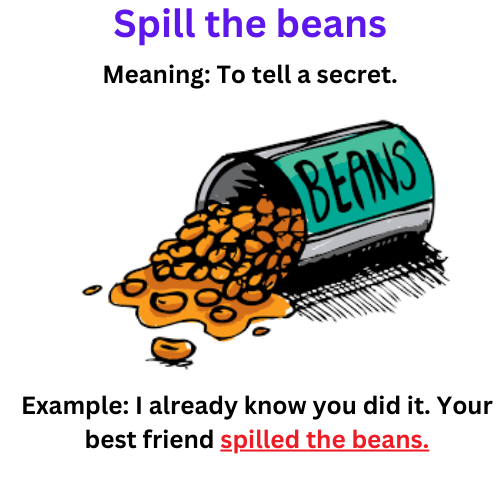 Spill the beans
Meaning: To tell a secret.
BEANS
Example: I already know you did it. Your
best friend spilled the beans.